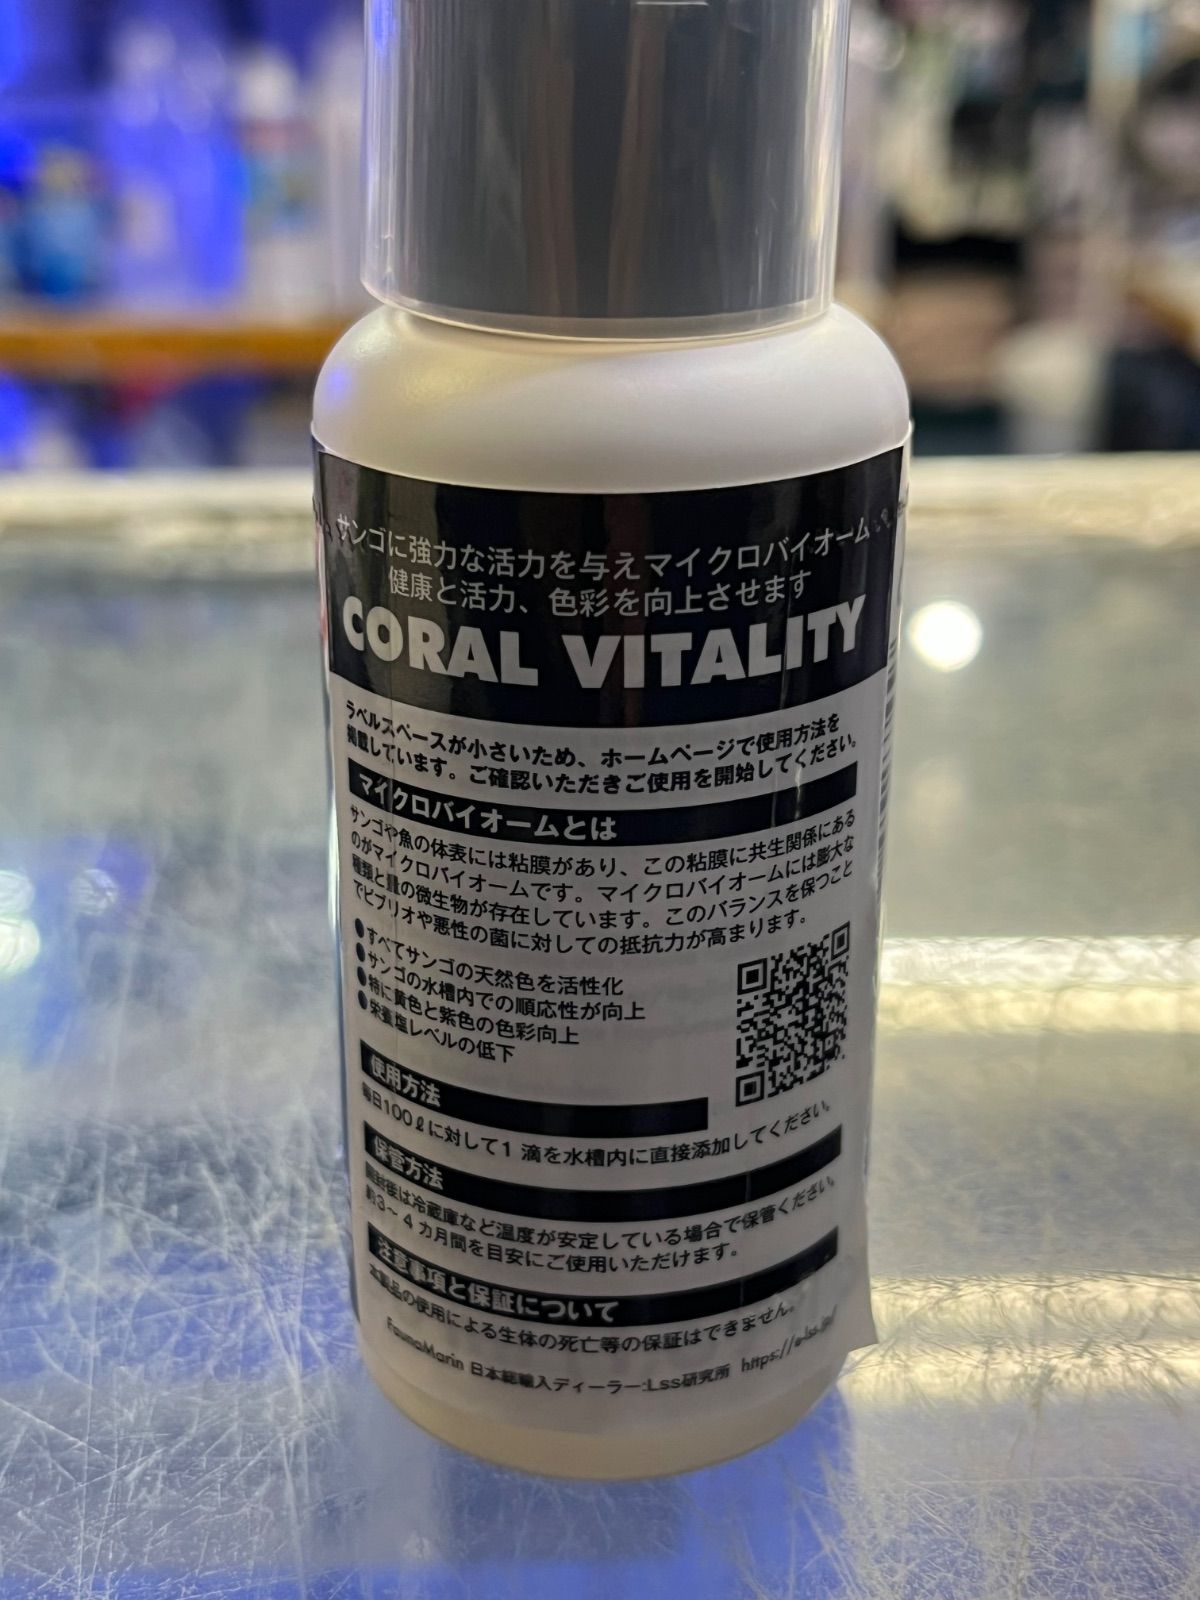 サンゴに強力な活力を与えマイクロバイオーム
健康と活力、色彩を向上させます
CORAL VITALITY
ラベルスペースが小さいため、ホームページで使用方法を
掲載しています。ご確認いただきご使用を開始してください。
マイクロバイオームとは
サンゴや魚の体表には粘膜があり、この粘膜に共生関係にある
のがマイクロバイオームです。マイクロバイオームには膨大な
種類と量の微生物が存在しています。このバランスを保つこと
でビブリオや悪性の菌に対しての抵抗力が高まります。
●すべてサンゴの天然色を活性化
●サンゴの水槽内での順応性が向上
●特に黄色と紫色の色彩向上
●栄養塩レベルの低下
使用方法
毎日100ℓに対して1 滴を水槽内に直接添加してください。
保管方法
開封後は冷蔵庫など温度が安定している場合で保管ください。
約3～ 4 カ月間を目安にご使用いただけます。
注意事項と保証について
本製品の使用による生体の死亡等の保証はできません。
FaunaMarin 日本総輸入ディーラー:Lss研究所 https://e-lss.jp/